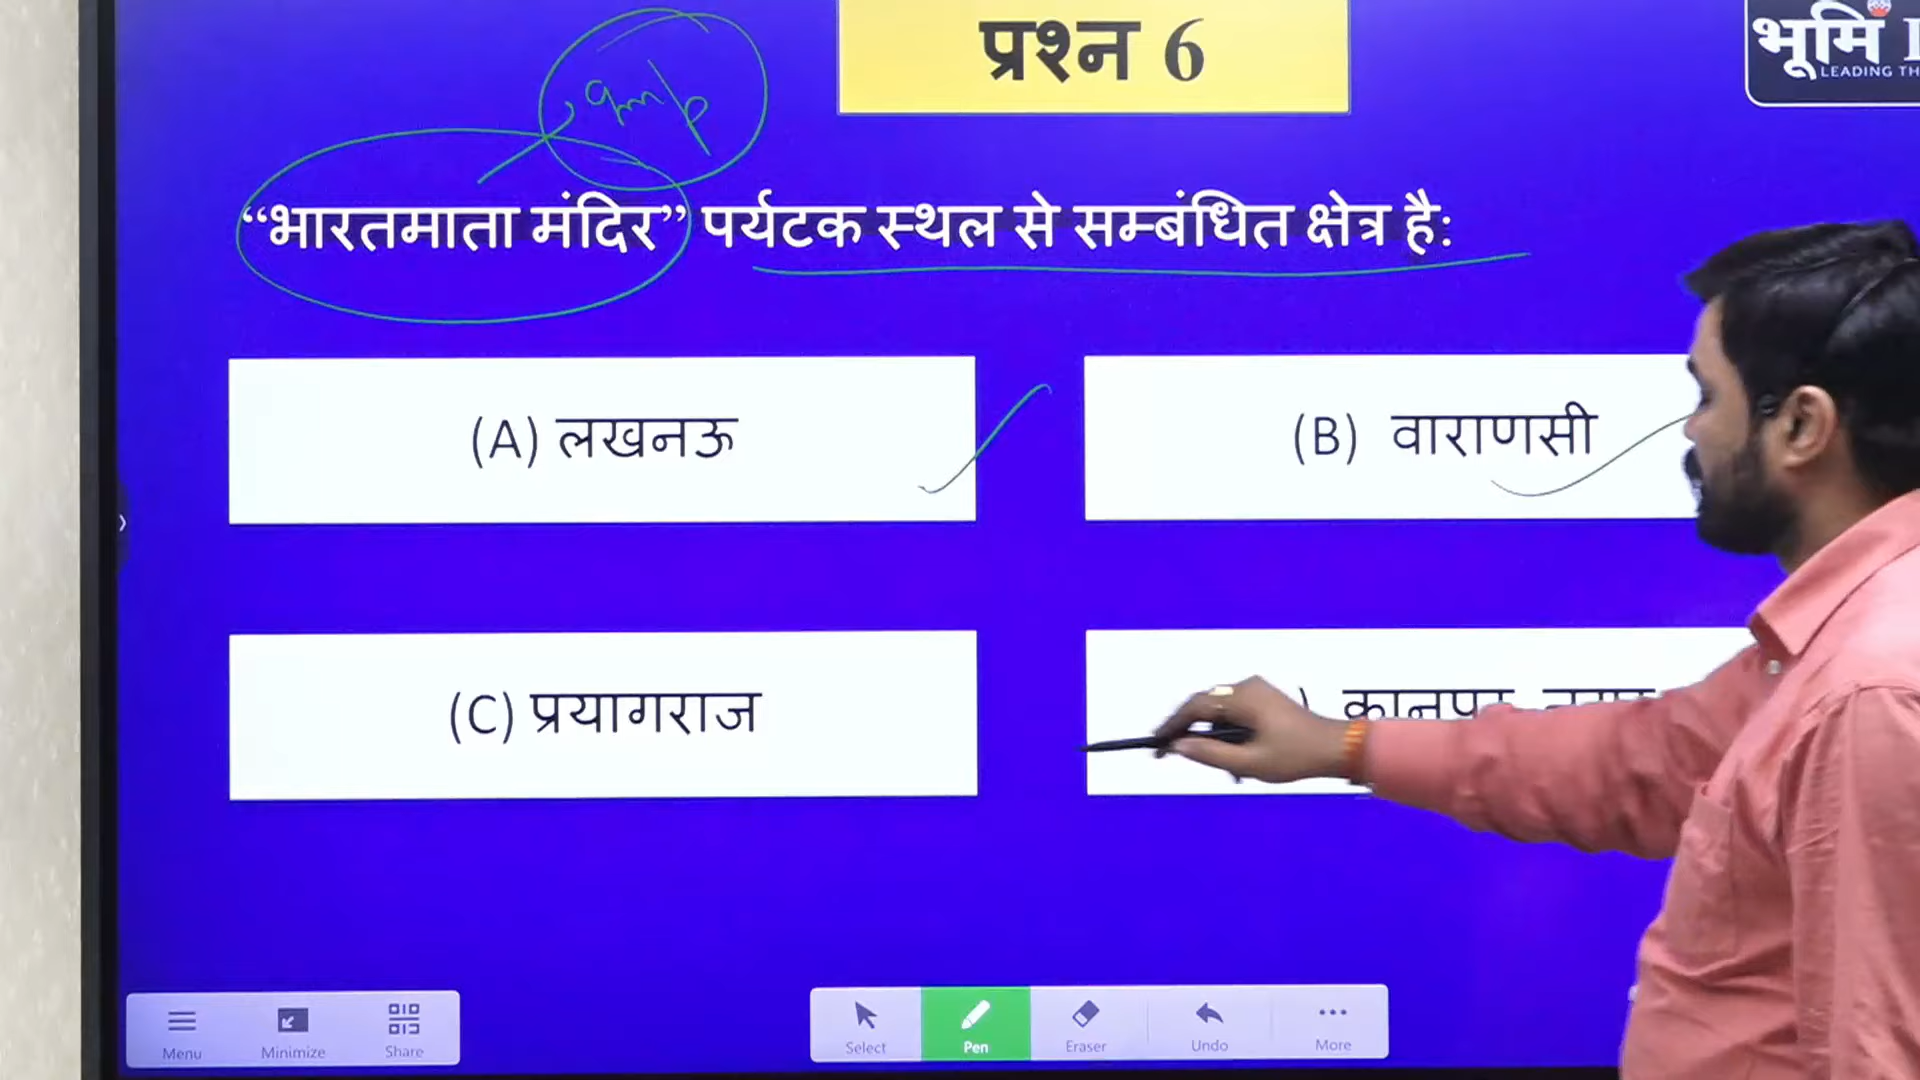 प्रश्न 6
भूमि
LEADING TH
“भारतमाता मंदिर” पर्यटक स्थल से सम्बंधित क्षेत्र है:
(A) लखनऊ
(B) वाराणसी
(C) प्रयागराज
) कानपुर
Menu
Minimize
Share
Select
Pen
Eraser
Undo
More